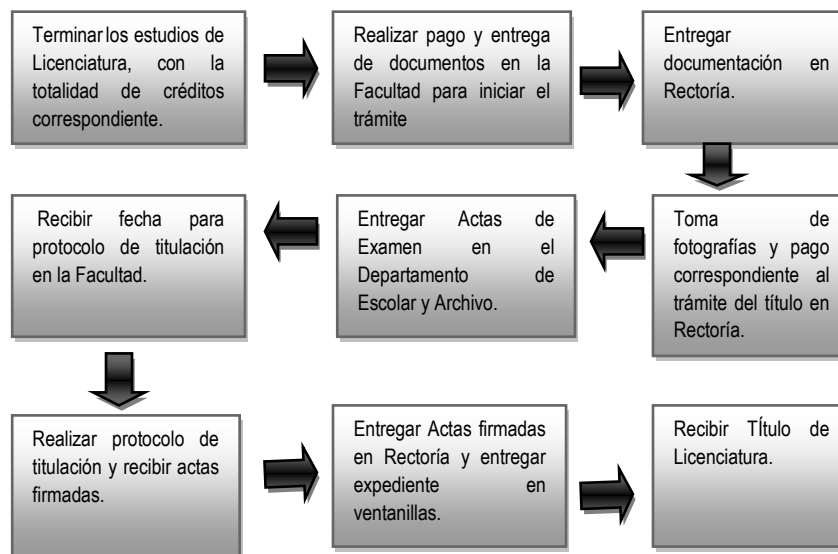 Terminar los estudios de
Licenciatura, con la
totalidad de créditos
correspondiente.
Realizar pago y entrega
de documentos en la
Facultad para iniciar el
trámite
Entregar
documentación en
Rectoría.
Toma de
fotografías y pago
correspondiente al
trámite del título en
Rectoría.
Entregar Actas de
Examen en el
Departamento de
Escolar y Archivo.
Recibir fecha para
protocolo de titulación
en la Facultad.
Realizar protocolo de
titulación y recibir actas
firmadas.
Entregar Actas firmadas
en Rectoría y entregar
expediente en
ventanillas.
Recibir TÍtulo de
Licenciatura.